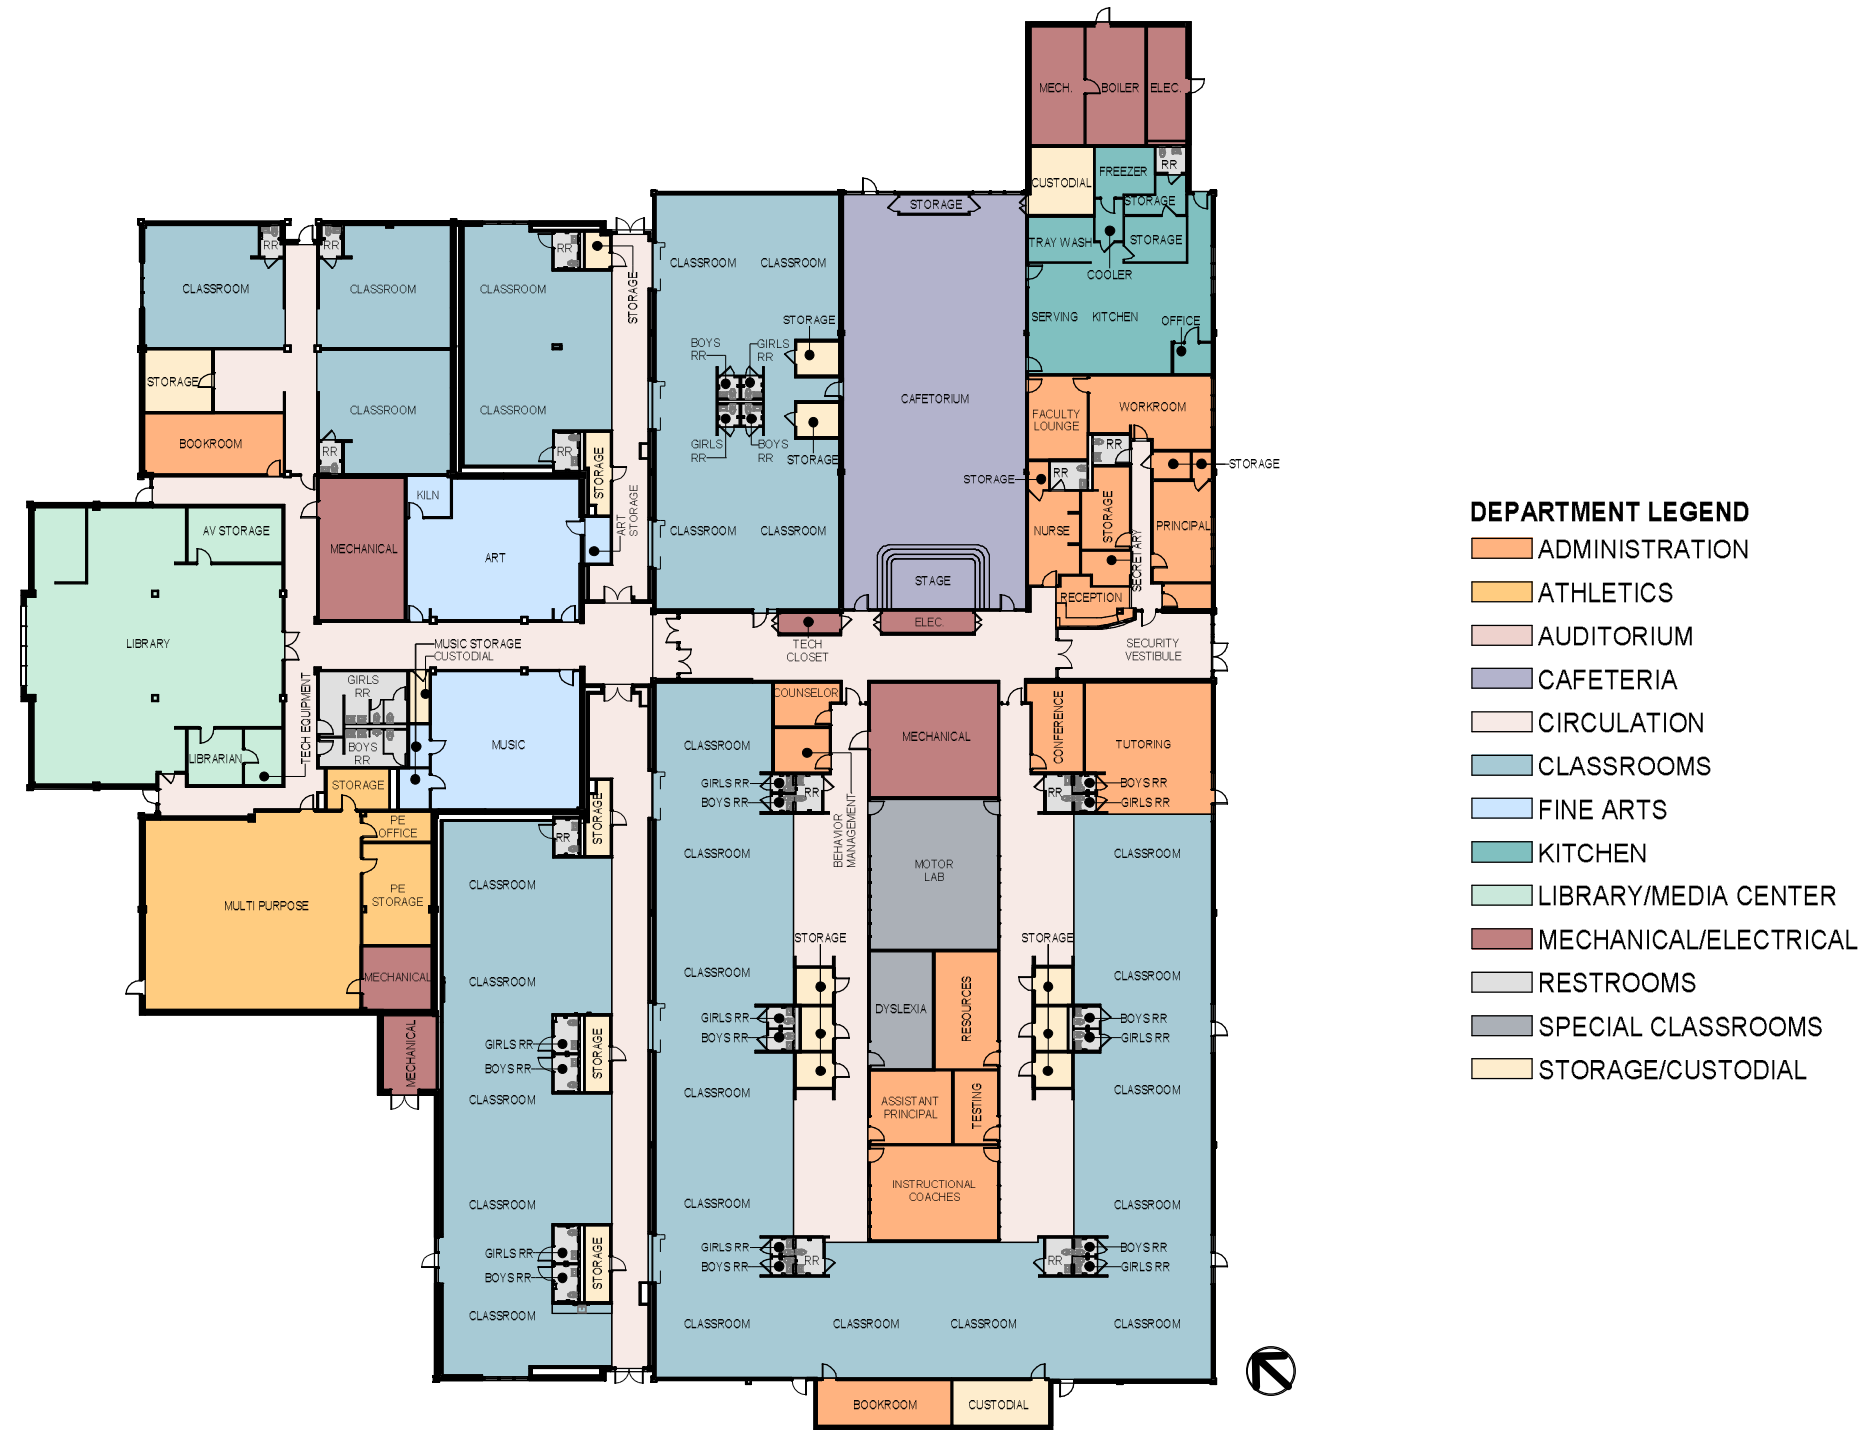 MECH.
BOILER
ELEC.
CUSTODIAL
FREEZER
RR
STORAGE
TRAY WASH
STORAGE
COOLER
SERVING
KITCHEN
OFFICE
STORAGE
CAFETORIUM
STAGE
ELEC.
FACULTY
LOUNGE
WORKROOM
RR
RR
STORAGE
STORAGE
STORAGE
NURSE
PRINCIPAL
SECRETARY
RECEPTION
SECURITY
VESTIBULE
CLASSROOM
RR
RR
CLASSROOM
CLASSROOM
RR
STORAGE
BOOKROOM
CLASSROOM
RR
CLASSROOM
RR
STORAGE
STORAGE
ART
STORAGE
CLASSROOM
CLASSROOM
STORAGE
BOYS
RR
GIRLS
RR
GIRLS
RR
BOYS
RR
STORAGE
CLASSROOM
CLASSROOM
TECH
CLOSET
KILN
MECHANICAL
ART
AV STORAGE
LIBRARY
LIBRARIAN
TECH EQUIPMENT
MUSIC STORAGE
CUSTODIAL
GIRLS
RR
BOYS
RR
MUSIC
STORAGE
PE
OFFICE
PE
STORAGE
MULTI PURPOSE
MECHANICAL
MECHANICAL
RR
STORAGE
CLASSROOM
CLASSROOM
GIRLS RR
BOYS RR
STORAGE
CLASSROOM
CLASSROOM
GIRLS RR
BOYS RR
STORAGE
CLASSROOM
COUNSELOR
CLASSROOM
GIRLS RR
BOYS RR
RR
BEHAVIOR
MANAGEMENT
CLASSROOM
STORAGE
CLASSROOM
GIRLS RR
BOYS RR
CLASSROOM
CLASSROOM
GIRLS RR
BOYS RR
RR
CLASSROOM
CLASSROOM
CLASSROOM
CLASSROOM
MECHANICAL
MOTOR
LAB
DYSLEXIA
RESOURCES
ASSISTANT
PRINCIPAL
TESTING
INSTRUCTIONAL
COACHES
CONFERENCE
TUTORING
RR
BOYS RR
GIRLS RR
CLASSROOM
STORAGE
CLASSROOM
BOYS RR
GIRLS RR
CLASSROOM
CLASSROOM
RR
BOYS RR
GIRLS RR
BOOKROOM
CUSTODIAL
DEPARTMENT LEGEND
ADMINISTRATION
ATHLETICS
AUDITORIUM
CAFETERIA
CIRCULATION
CLASSROOMS
FINE ARTS
KITCHEN
LIBRARY/MEDIA CENTER
MECHANICAL/ELECTRICAL
RESTROOMS
SPECIAL CLASSROOMS
STORAGE/CUSTODIAL